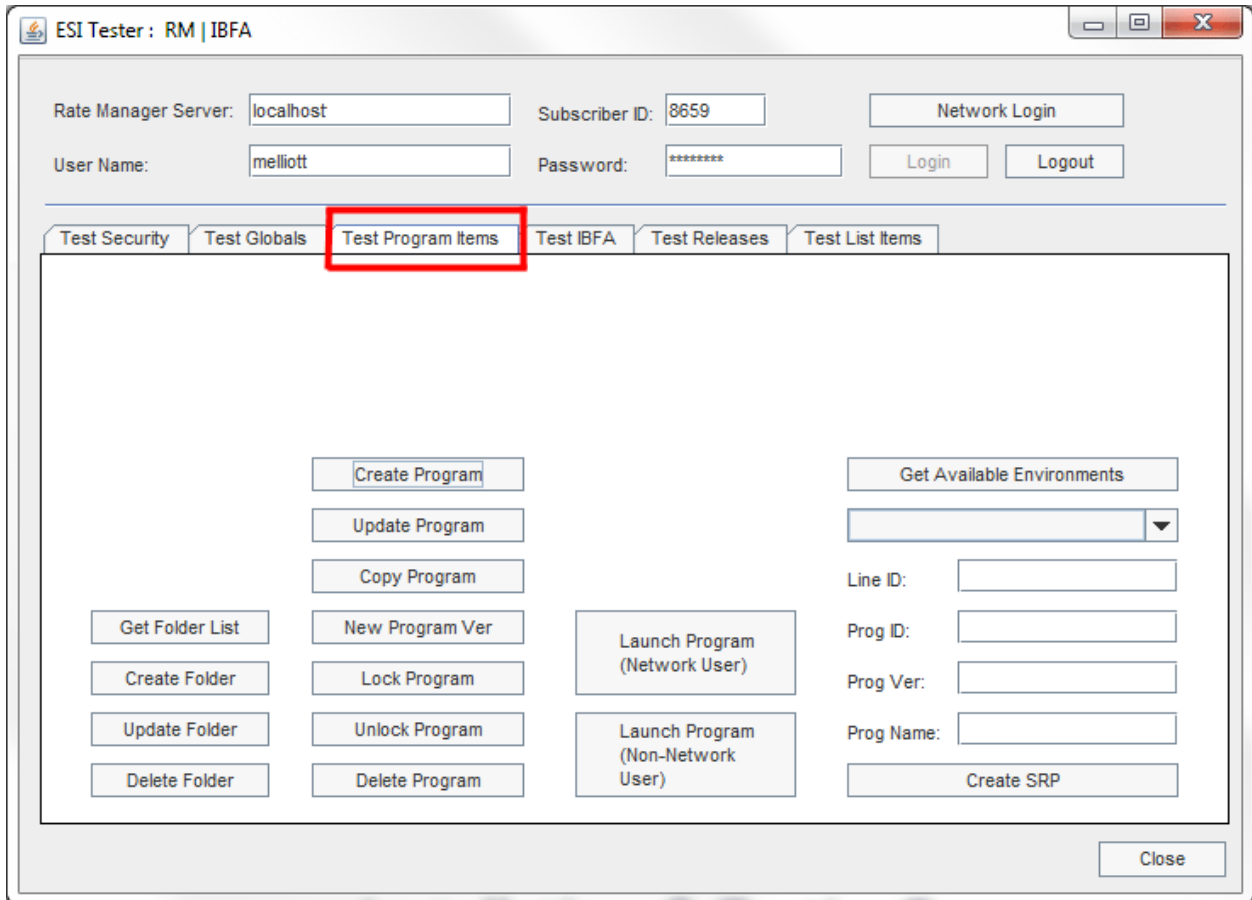 ESI Tester : RM | IBFA
Rate Manager Server: localhost Subscriber ID: 8659 Network Login
User Name: melliott Password: ******** Login Logout
Test Security Test Globals Test Program Items Test IBFA Test Releases Test List Items
Create Program Get Available Environments
Update Program
Copy Program Line ID:
Get Folder List New Program Ver Launch Program
(Network User) Prog ID:
Create Folder Lock Program Prog Ver:
Update Folder Unlock Program Launch Program
(Non-Network
User) Prog Name:
Delete Folder Delete Program Create SRP
Close